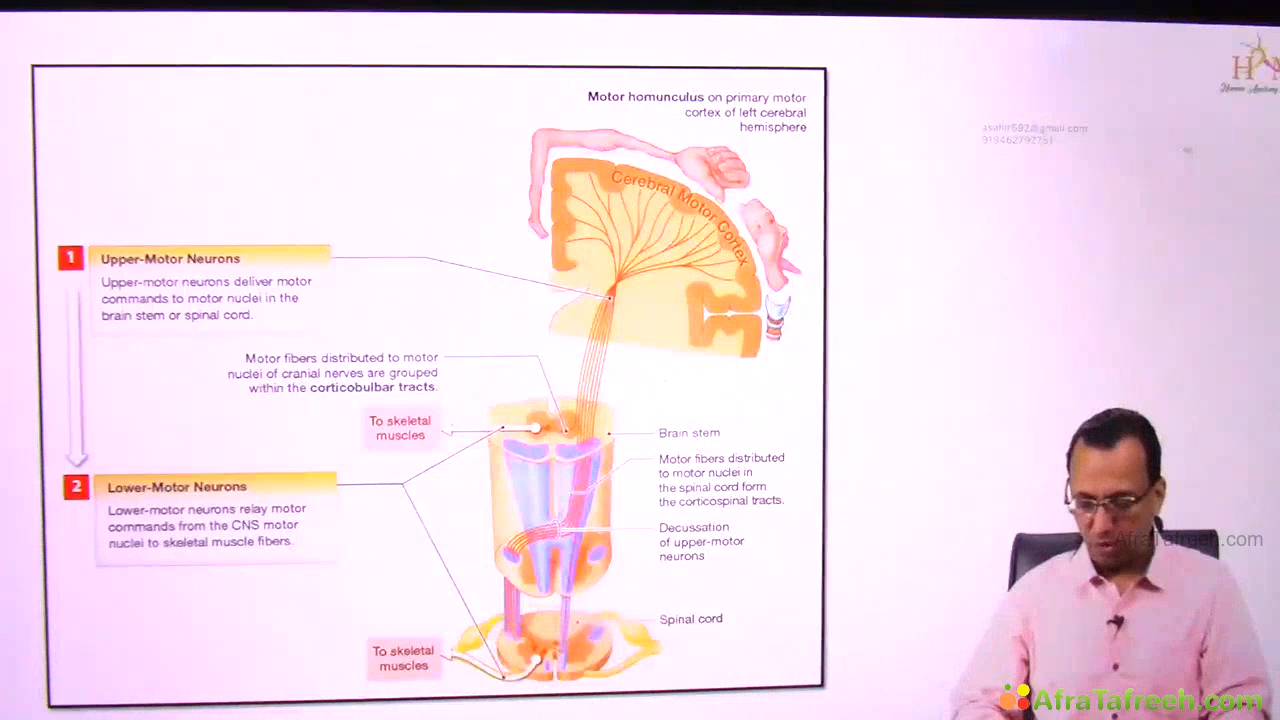 Motor homunculus on primary motor
cortex of left cerebral
hemisphere
Cerebral Motor Cortex
1
Upper-Motor Neurons
Upper-motor neurons deliver motor
commands to motor nuclei in the
brain stem or spinal cord.
Motor fibers distributed to motor
nuclei of cranial nerves are grouped
within the corticobulbar tracts.
To skeletal
muscles
Brain stem
Motor fibers distributed
to motor nuclei in
the spinal cord form
the corticospinal tracts.
2
Lower-Motor Neurons
Lower-motor neurons relay motor
commands from the CNS motor
nuclei to skeletal muscle fibers.
Decussation
of upper-motor
neurons
Spinal cord
To skeletal
muscles
919462792751
AfraTafreeh.com
AfraTafreeh.com